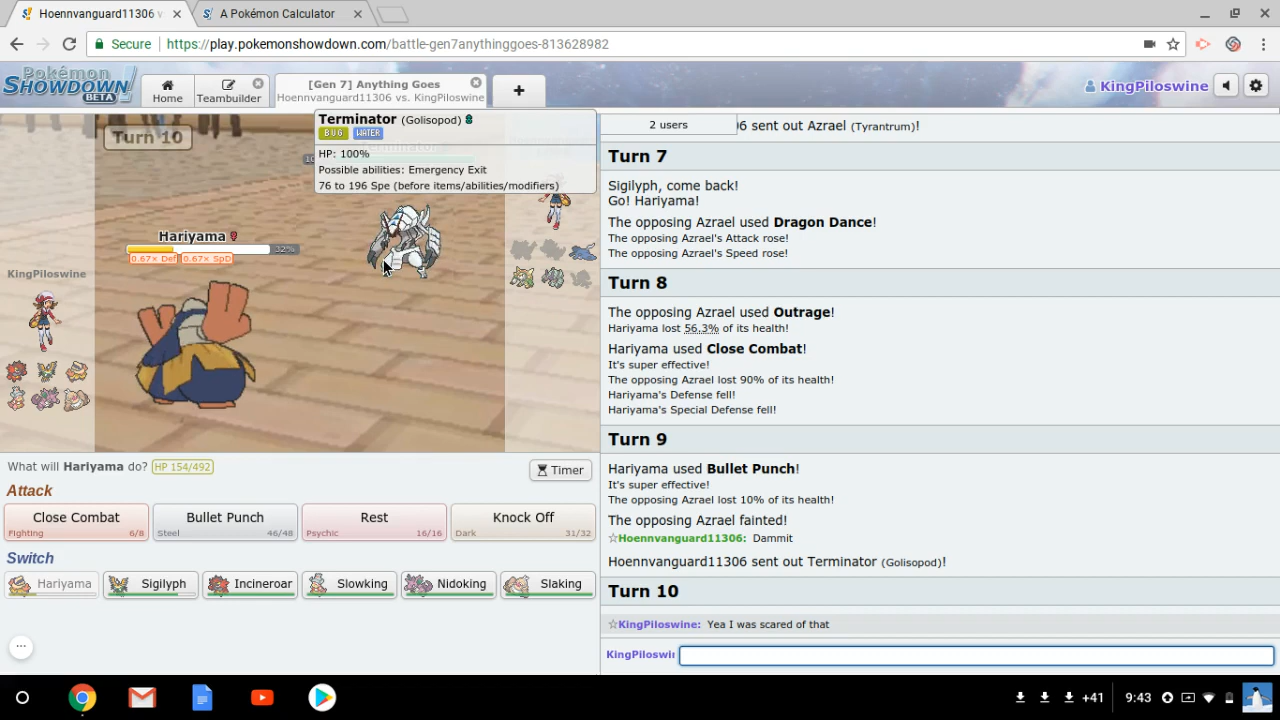 Hoennvanguard11306 v
A Pokémon Calculator
Secure
https://play.pokemonshowdown.com/battle-gen7anythinggoes-813628982
Pokémon
SHOWDOWN
BETA
Home
Teambuilder
[Gen 7] Anything Goes
Hoennvanguard11306 vs. KingPiloswine
+
KingPiloswine
Turn 10
Terminator (Golisopod)
BUG WATER
HP: 100%
Possible abilities: Emergency Exit
76 to 196 Spe (before items/abilities/modifiers)
Hariyama
32%
0.67× Def 0.67× SpD
KingPiloswine
What will Hariyama do? HP 154/492
Timer
Attack
Close Combat
Fighting 6/8
Bullet Punch
Steel 46/48
Rest
Psychic 16/16
Knock Off
Dark 31/32
Switch
Hariyama
Sigilyph
Incineroar
Slowking
Nidoking
Slaking
...
2 users
6 sent out Azrael (Tyrantrum)!
Turn 7
Sigilyph, come back!
Go! Hariyama!
The opposing Azrael used Dragon Dance!
The opposing Azrael's Attack rose!
The opposing Azrael's Speed rose!
Turn 8
The opposing Azrael used Outrage!
Hariyama lost 56.3% of its health!
Hariyama used Close Combat!
It's super effective!
The opposing Azrael lost 90% of its health!
Hariyama's Defense fell!
Hariyama's Special Defense fell!
Turn 9
Hariyama used Bullet Punch!
It's super effective!
The opposing Azrael lost 10% of its health!
The opposing Azrael fainted!
☆Hoennvanguard11306: Dammit
Hoennvanguard11306 sent out Terminator (Golisopod)!
Turn 10
☆KingPiloswine: Yea I was scared of that
KingPiloswin
+41
9:43